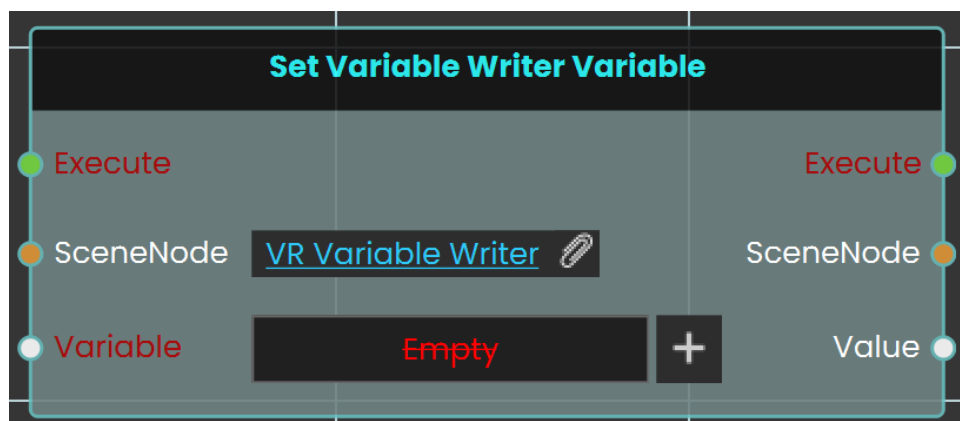 Set Variable Writer Variable
Execute Execute
SceneNode VR Variable Writer SceneNode
Variable Empty + Value